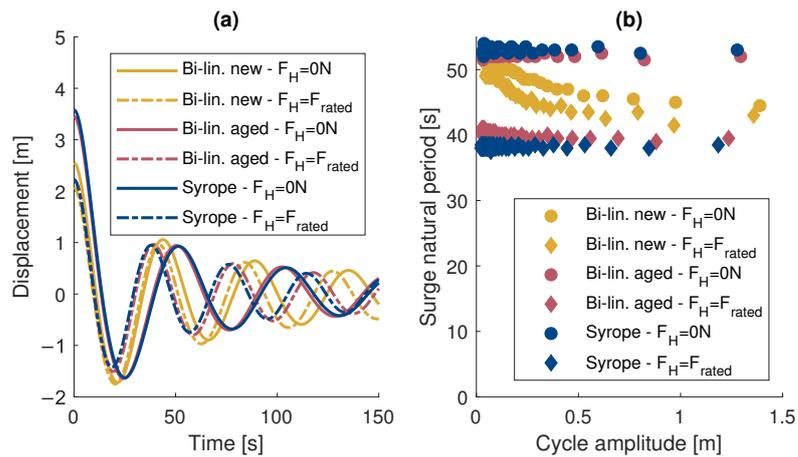 (a)
5
4
3
2
1
0
−1
−2
0
50
100
150
Displacement [m]
Time [s]
Bi-lin. new - F_H=0N
Bi-lin. new - F_H=F_rated
Bi-lin. aged - F_H=0N
Bi-lin. aged - F_H=F_rated
Syrope - F_H=0N
Syrope - F_H=F_rated
(b)
50
40
30
20
10
0
0
0.5
1
1.5
Surge natural period [s]
Cycle amplitude [m]
Bi-lin. new - F_H=0N
Bi-lin. new - F_H=F_rated
Bi-lin. aged - F_H=0N
Bi-lin. aged - F_H=F_rated
Syrope - F_H=0N
Syrope - F_H=F_rated